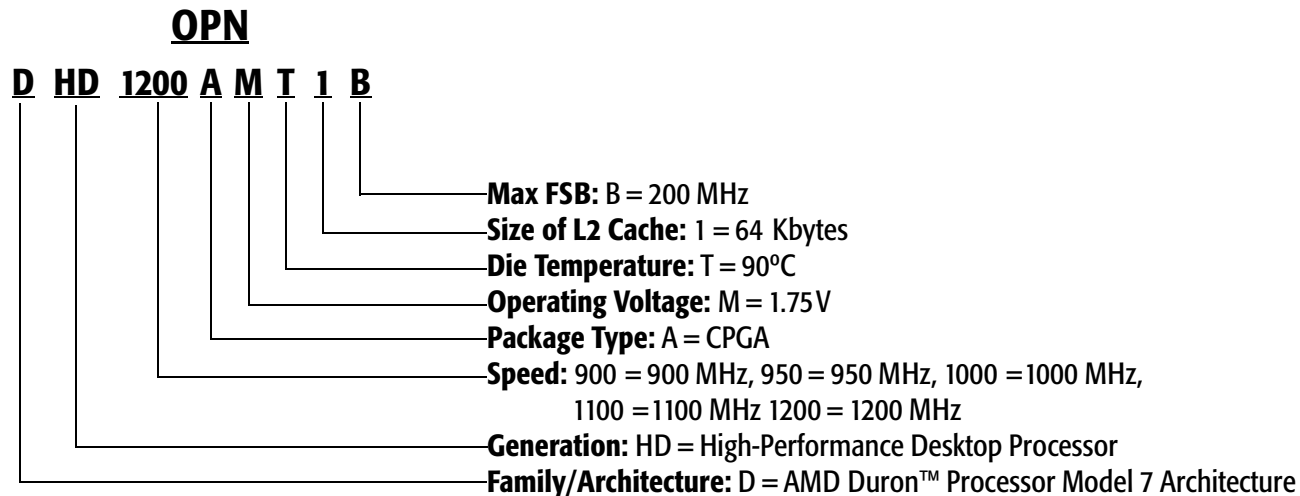 OPN
D HD 1200 A M T 1 B
Max FSB: B = 200 MHz
Size of L2 Cache: 1 = 64 Kbytes
Die Temperature: T = 90ºC
Operating Voltage: M = 1.75V
Package Type: A = CPGA
Speed: 900 = 900 MHz, 950 = 950 MHz, 1000 =1000 MHz,
1100 =1100 MHz 1200 = 1200 MHz
Generation: HD = High-Performance Desktop Processor
Family/Architecture: D = AMD Duron™ Processor Model 7 Architecture